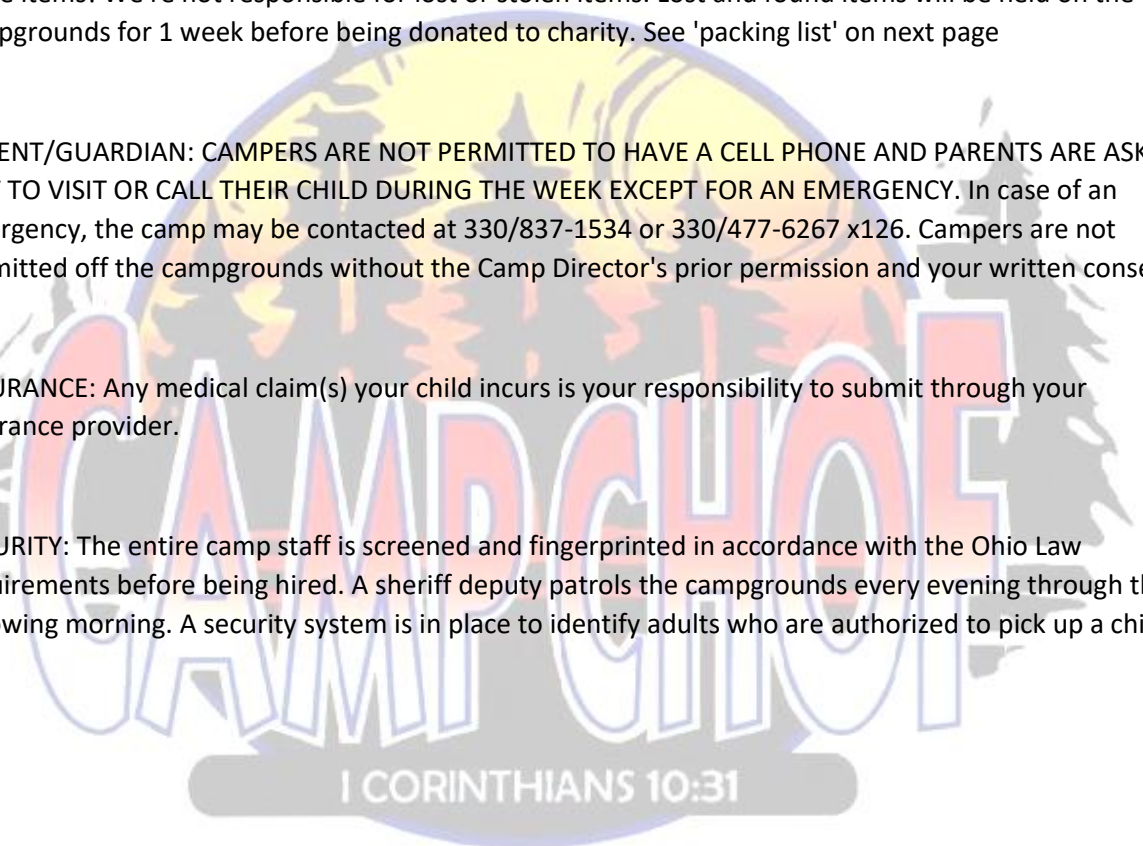 items! We're not responsible for lost or stolen items. Lost and found items will be held on the
pgrounds for 1 week before being donated to charity. See 'packing list' on next page
ENT/GUARDIAN: CAMPERS ARE NOT PERMITTED TO HAVE A CELL PHONE AND PARENTS ARE ASK
T TO VISIT OR CALL THEIR CHILD DURING THE WEEK EXCEPT FOR AN EMERGENCY. In case of an
rgency, the camp may be contacted at 330/837-1534 or 330/477-6267 x126. Campers are not
mitted off the campgrounds without the Camp Director's prior permission and your written conse
URANCE: Any medical claim(s) your child incurs is your responsibility to submit through your
rance provider.
URITY: The entire camp staff is screened and fingerprinted in accordance with the Ohio Law
uirements before being hired. A sheriff deputy patrols the campgrounds every evening through th
owing morning. A security system is in place to identify adults who are authorized to pick up a chi
CAMP CHOF
I CORINTHIANS 10:31